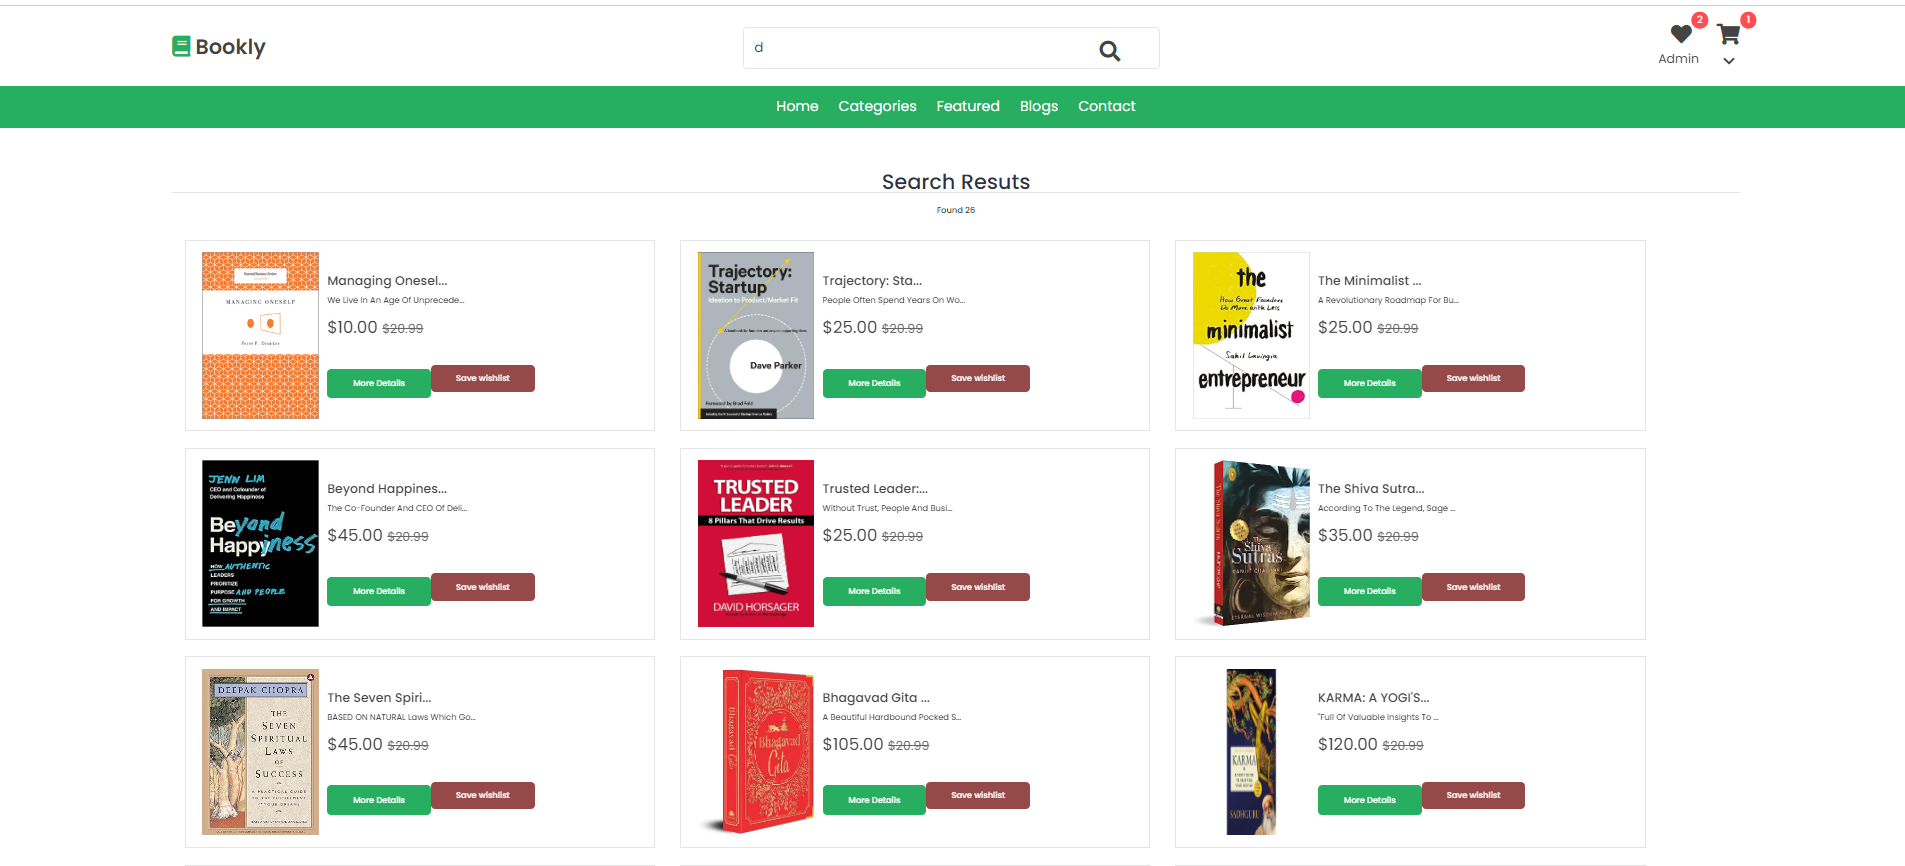 Bookly
d
2
1
Admin
Home Categories Featured Blogs Contact
Search Resuts
Found 26
MANAGING ONESELF
Peter F. Drucker
Managing Onesel...
We Live In An Age Of Unprecede...
$10.00 $20.99
More Details Save wishlist
Trajectory:
Startup
Ideation to Product/Market Fit
Dave Parker
Foreword by Brad Feld
Trajectory: Sta...
People Often Spend Years On Wo...
$25.00 $20.99
More Details Save wishlist
the
How Great Founders
Do More with Less
minimalist
Sahil Lavingia
entrepreneur
The Minimalist ...
A Revolutionary Roadmap For Bu...
$25.00 $20.99
More Details Save wishlist
JENN LIM
CEO and Cofounder of
Delivering Happiness
Beyond
Happyiness
HOW AUTHENTIC
LEADERS
PRIORITIZE
PURPOSE AND PEOPLE
FOR GROWTH
AND IMPACT
Beyond Happines...
The Co-Founder And CEO Of Deli...
$45.00 $20.99
More Details Save wishlist
TRUSTED
LEADER
8 Pillars That Drive Results
DAVID HORSAGER
Trusted Leader:...
Without Trust, People And Busi...
$25.00 $20.99
More Details Save wishlist
The
Shiva
Sutras
The Shiva Sutra...
According To The Legend, Sage ...
$35.00 $20.99
More Details Save wishlist
DEEPAK CHOPRA
THE
SEVEN
SPIRITUAL
LAWS
OF
SUCCESS
A PRACTICAL GUIDE
The Seven Spiri...
BASED ON NATURAL Laws Which Go...
$45.00 $20.99
More Details Save wishlist
Bhagavad Gita
Bhagavad
Gita
Bhagavad Gita ...
A Beautiful Hardbound Pocked S...
$105.00 $20.99
More Details Save wishlist
KARMA
SADHGURU
KARMA: A YOGI'S...
"Full Of Valuable Insights To ...
$120.00 $20.99
More Details Save wishlist